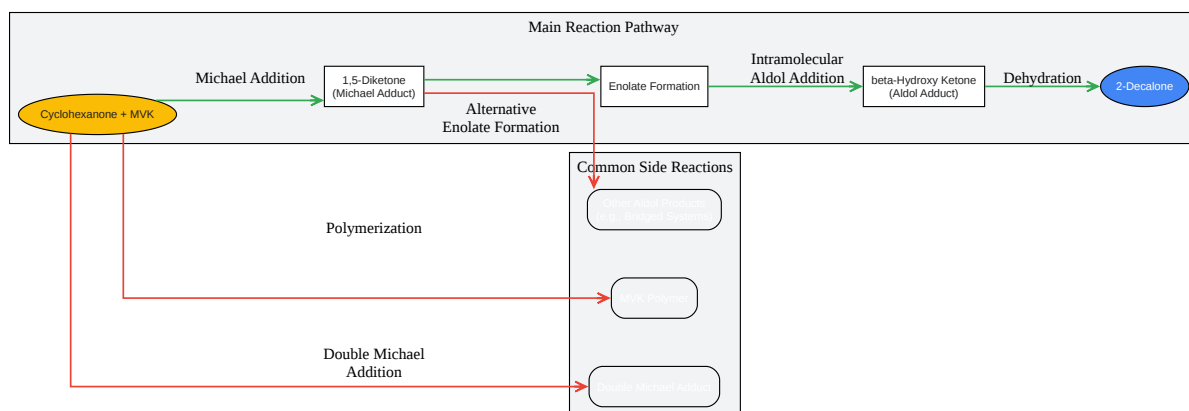 Main Reaction Pathway
Michael Addition
1,5-Diketone
(Michael Adduct)
Enolate Formation
Intramolecular
Aldol Addition
beta-Hydroxy Ketone
(Aldol Adduct)
Dehydration
2-Decalone
Cyclohexanone + MVK
Alternative
Enolate Formation
Common Side Reactions
Other Aldol Products
(e.g., Bridged Systems)
Polymerization
MVK Polymer
Double Michael
Addition
Double Michael Adduct